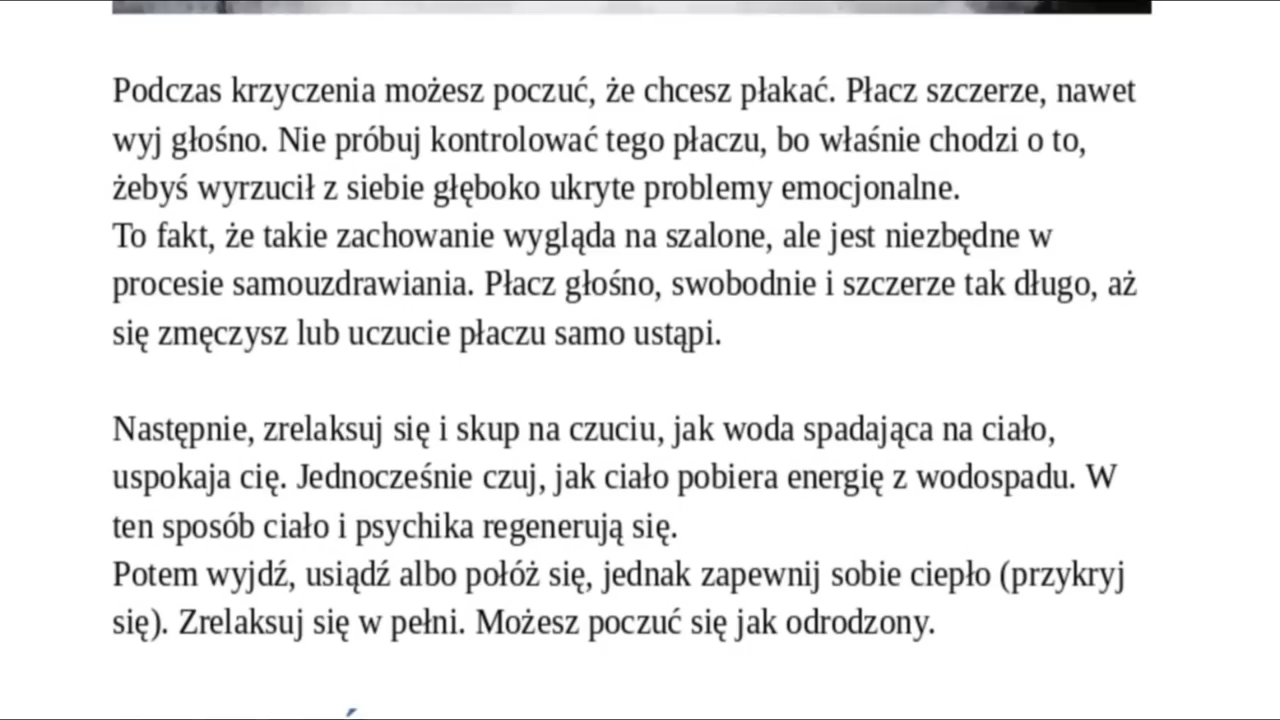 Podczas krzyczenia możesz poczuć, że chcesz płakać. Płacz szczerze, nawet
wyj głośno. Nie próbuj kontrolować tego płaczu, bo właśnie chodzi o to,
żebyś wyrzucił z siebie głęboko ukryte problemy emocjonalne.
To fakt, że takie zachowanie wygląda na szalone, ale jest niezbędne w
procesie samouzdrawiania. Płacz głośno, swobodnie i szczerze tak długo, aż
się zmęczysz lub uczucie płaczu samo ustąpi.
Następnie, zrelaksuj się i skup na czuciu, jak woda spadająca na ciało,
uspokaja cię. Jednocześnie czuj, jak ciało pobiera energię z wodospadu. W
ten sposób ciało i psychika regenerują się.
Potem wyjdź, usiądź albo połóż się, jednak zapewnij sobie ciepło (przykryj
się). Zrelaksuj się w pełni. Możesz poczuć się jak odrodzony.